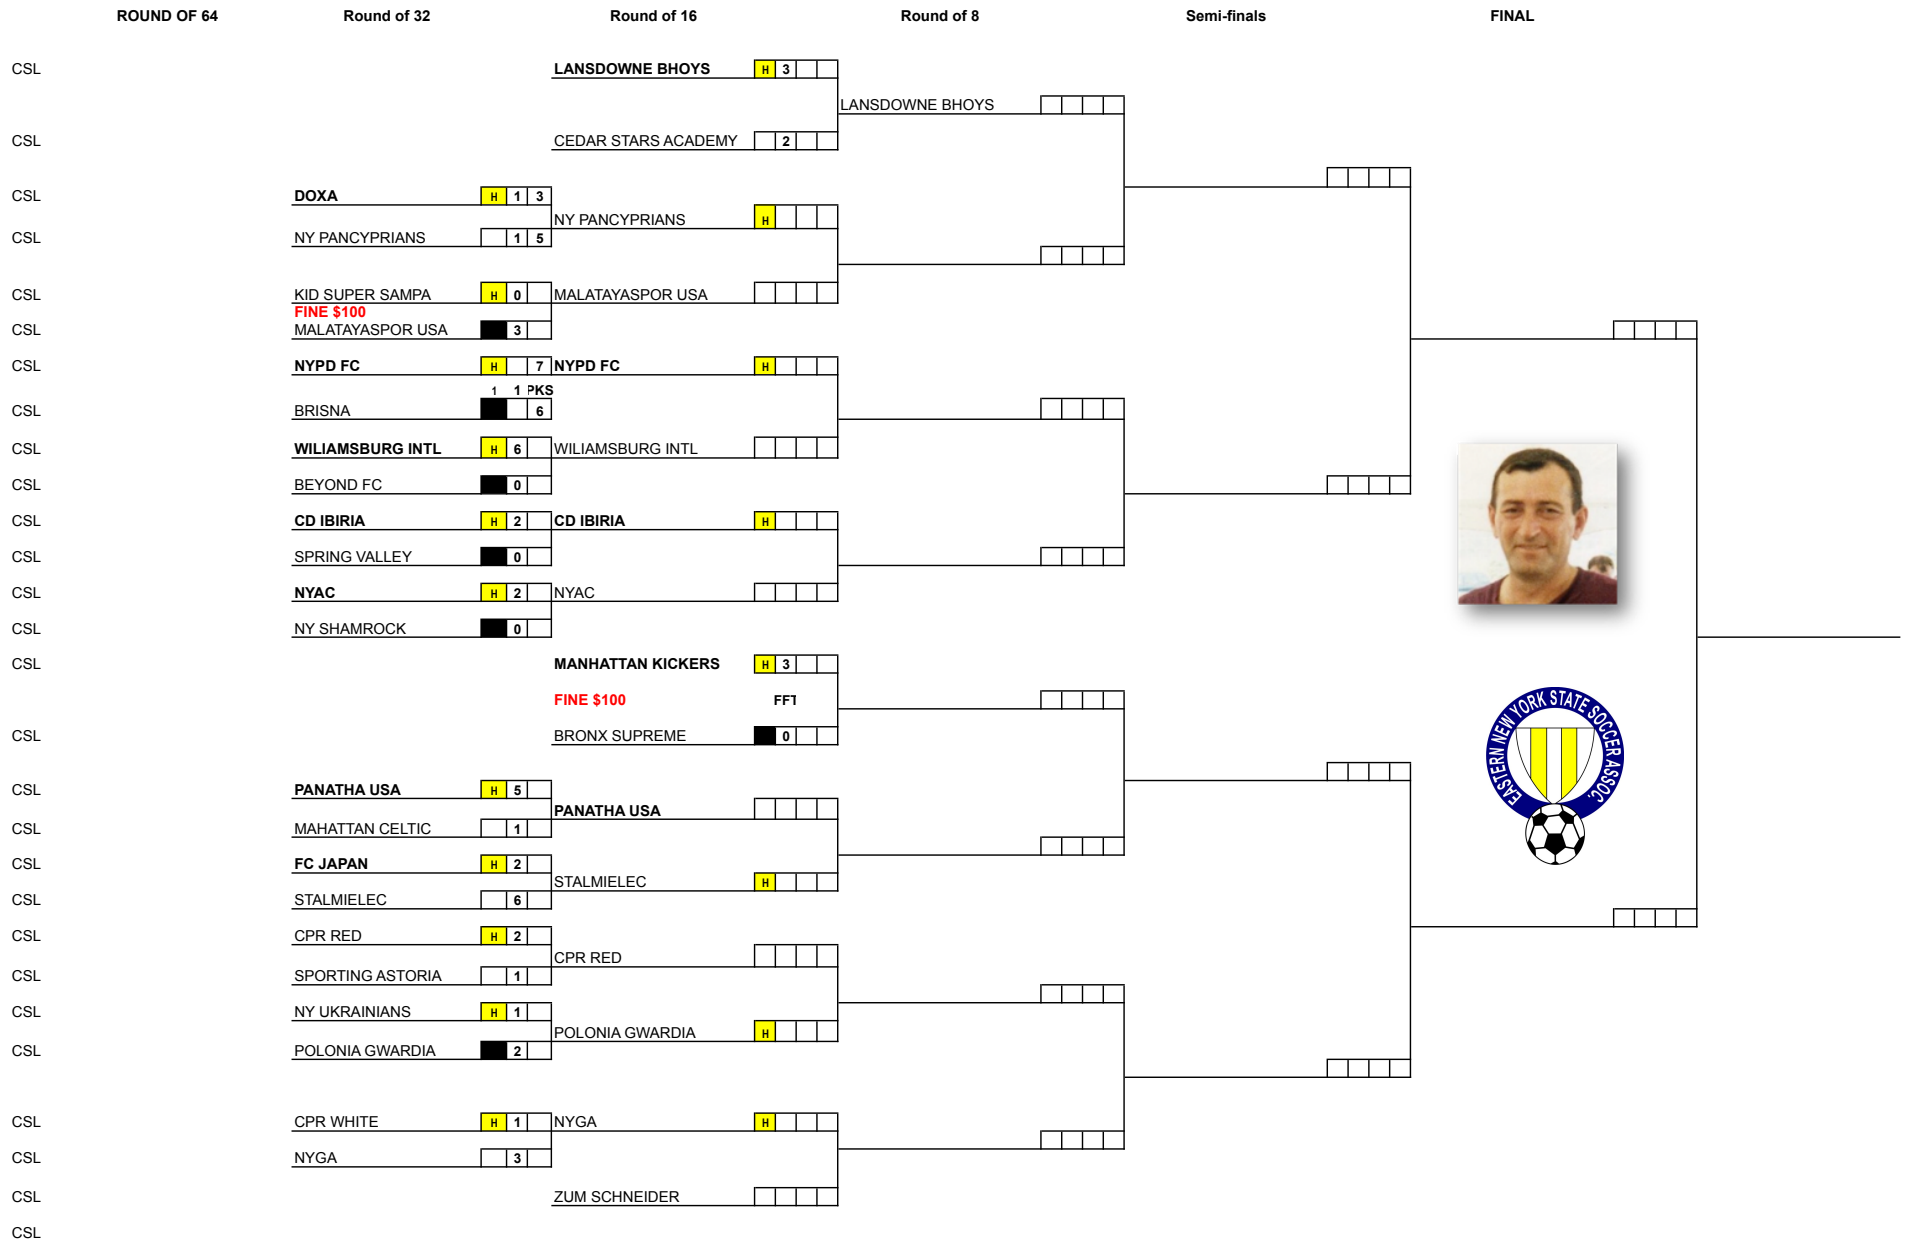 ROUND OF 64 Round of 32 Round of 16 Round of 8 Semi-finals FINAL
CSL LANSDOWNE BHOYS H 3
LANSDOWNE BHOYS
CSL CEDAR STARS ACADEMY 2
CSL DOXA H 1 3
NY PANCYPRIANS H
CSL NY PANCYPRIANS 1 5
CSL KID SUPER SAMPA H 0 MALATAYASPOR USA
FINE $100
CSL MALATAYASPOR USA 3
CSL NYPD FC H 7 NYPD FC H
1 1 PKS
CSL BRISNA 6
CSL WILIAMSBURG INTL H 6 WILIAMSBURG INTL
CSL BEYOND FC 0
CSL CD IBIRIA H 2 CD IBIRIA H
CSL SPRING VALLEY 0
CSL NYAC H 2 NYAC
CSL NY SHAMROCK 0
CSL MANHATTAN KICKERS H 3
FINE $100 FFT
CSL BRONX SUPREME 0
EASTERN NEW YORK STATE SOCCER ASSOC.
CSL PANATHA USA H 5
PANATHA USA
CSL MAHATTAN CELTIC 1
CSL FC JAPAN H 2
STALMIELEC H
CSL STALMIELEC 6
CSL CPR RED H 2
CPR RED
CSL SPORTING ASTORIA 1
CSL NY UKRAINIANS H 1
POLONIA GWARDIA H
CSL POLONIA GWARDIA 2
CSL CPR WHITE H 1 NYGA H
CSL NYGA 3
CSL ZUM SCHNEIDER
CSL